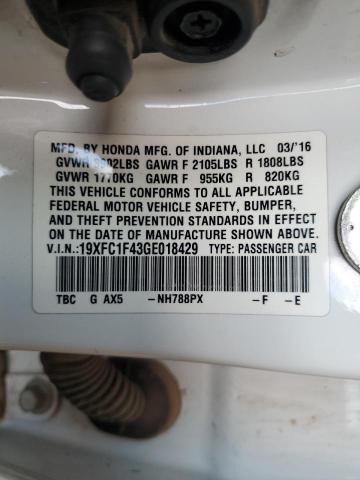 MFD. BY HONDA MFG. OF INDIANA, LLC 03/'16
GVWR 3902LBS GAWR F 2105LBS R 1808LBS
GVWR 1770KG GAWR F 955KG R 820KG
THIS VEHICLE CONFORMS TO ALL APPLICABLE
FEDERAL MOTOR VEHICLE SAFETY, BUMPER,
AND THEFT PREVENTION STANDARDS IN EFFECT
ON THE DATE OF MANUFACTURE SHOWN ABOVE.
V.I.N.:19XFC1F43GE018429 TYPE: PASSENGER CAR
TBC G AX5 -NH788PX -F -E